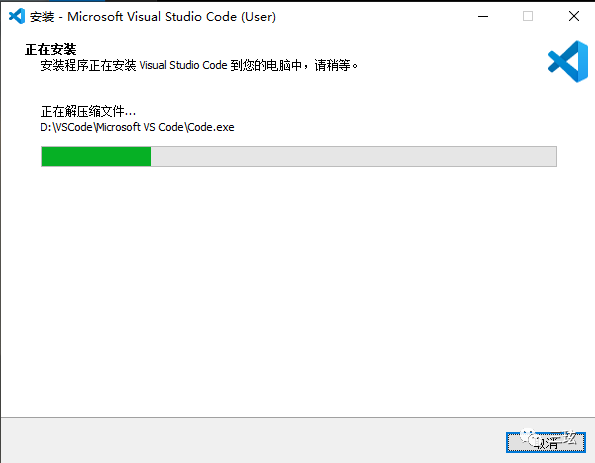 安装 - Microsoft Visual Studio Code (User)
正在安装
安装程序正在安装 Visual Studio Code 到您的电脑中，请稍等。
正在解压缩文件...
D:\VSCode\Microsoft VS Code\Code.exe
取消